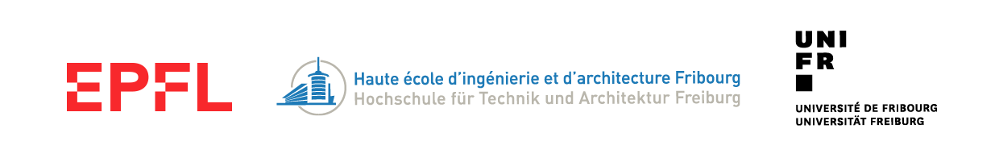 EPFL
Haute école d'ingénierie et d'architecture Fribourg
Hochschule für Technik und Architektur Freiburg
UNI
FR
UNIVERSITÉ DE FRIBOURG
UNIVERSITÄT FREIBURG